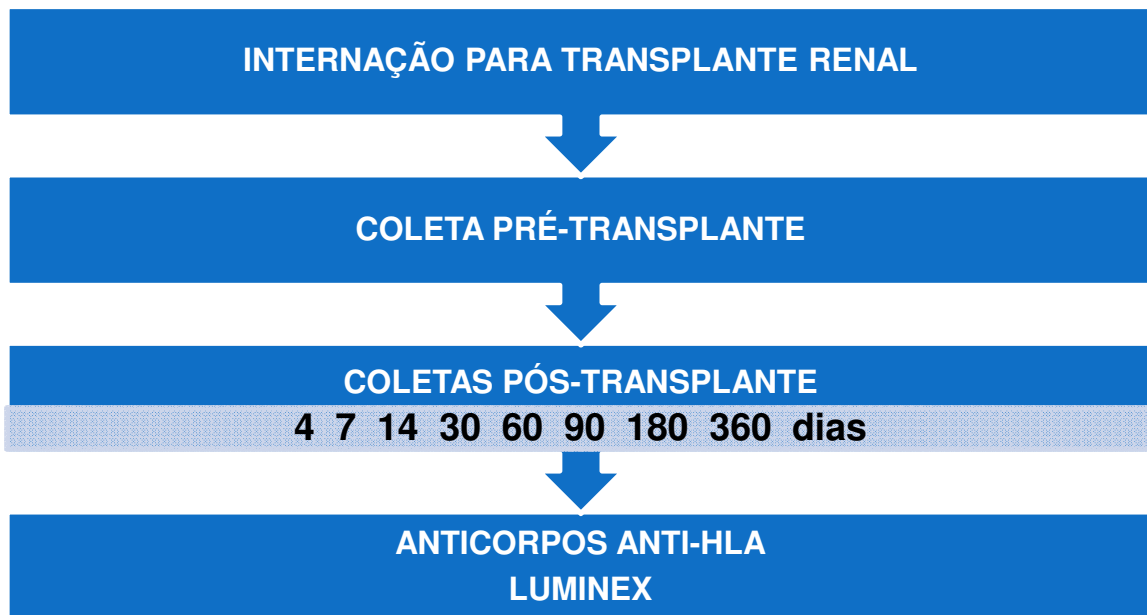 INTERNAÇÃO PARA TRANSPLANTE RENAL
COLETA PRÉ-TRANSPLANTE
COLETAS PÓS-TRANSPLANTE
4 7 14 30 60 90 180 360 dias
ANTICORPOS ANTI-HLA
LUMINEX